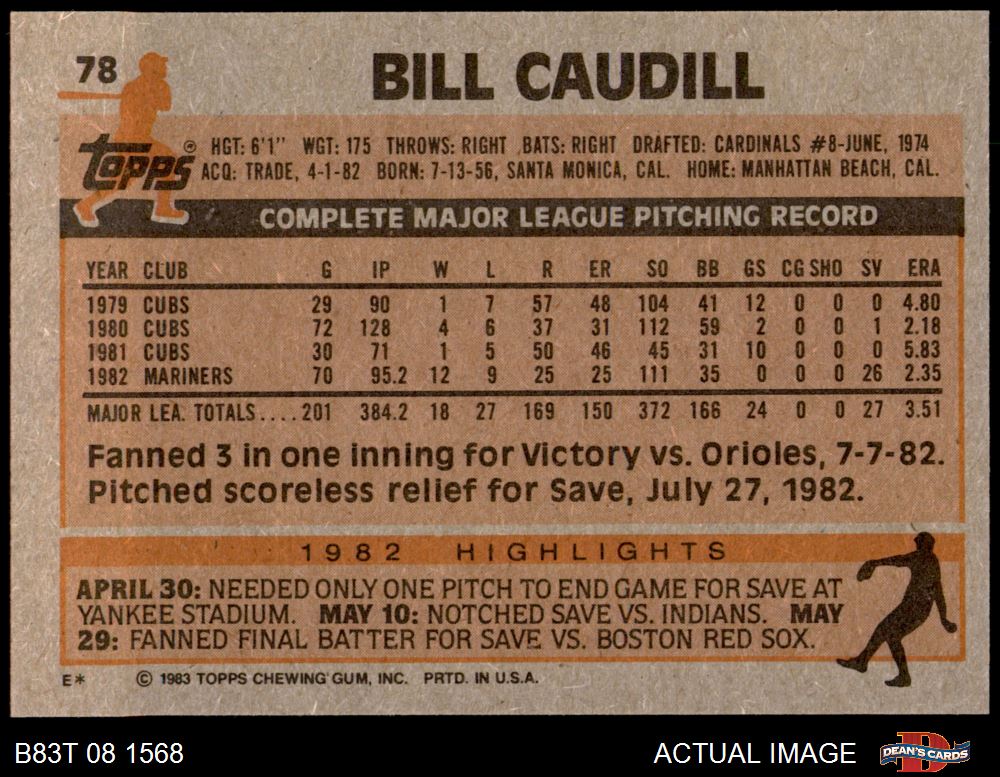 78
BILL CAUDILL
topps ®
HGT: 6'1" WGT: 175 THROWS: RIGHT BATS: RIGHT DRAFTED: CARDINALS #8-JUNE, 1974
ACQ: TRADE, 4-1-82 BORN: 7-13-56, SANTA MONICA, CAL. HOME: MANHATTAN BEACH, CAL.
COMPLETE MAJOR LEAGUE PITCHING RECORD
YEAR CLUB G IP W L R ER SO BB GS CG SHO SV ERA
1979 CUBS 29 90 1 7 57 48 104 41 12 0 0 0 4.80
1980 CUBS 72 128 4 6 37 31 112 59 2 0 0 1 2.18
1981 CUBS 30 71 1 5 50 46 45 31 10 0 0 0 5.83
1982 MARINERS 70 95.2 12 9 25 25 111 35 0 0 0 26 2.35
MAJOR LEA. TOTALS....201 384.2 18 27 169 150 372 166 24 0 0 27 3.51
Fanned 3 in one inning for Victory vs. Orioles, 7-7-82.
Pitched scoreless relief for Save, July 27, 1982.
1982 HIGHLIGHTS
APRIL 30: NEEDED ONLY ONE PITCH TO END GAME FOR SAVE AT
YANKEE STADIUM. MAY 10: NOTCHED SAVE VS. INDIANS. MAY
29: FANNED FINAL BATTER FOR SAVE VS. BOSTON RED SOX.
E* © 1983 TOPPS CHEWING GUM, INC. PRTD. IN U.S.A.
B83T 08 1568 ACTUAL IMAGE DEAN'S CARDS